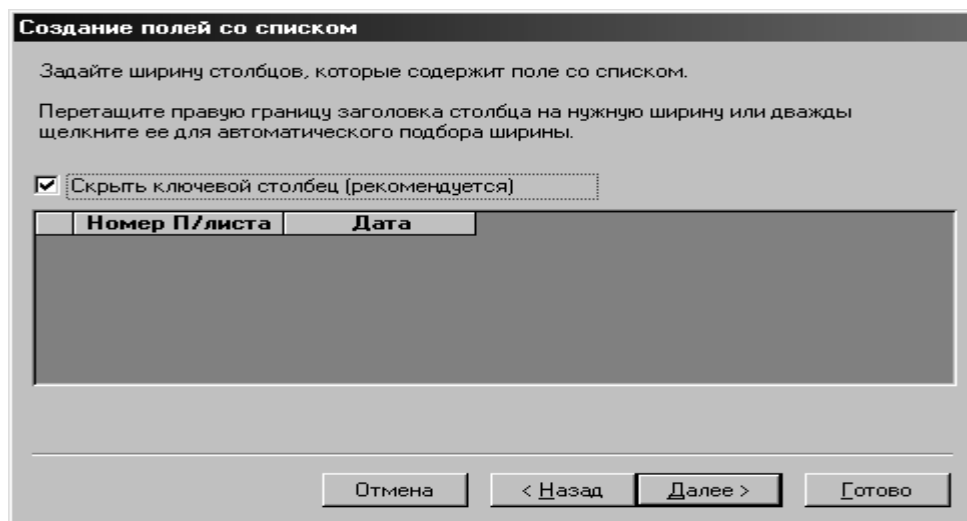 Создание полей со списком
Задайте ширину столбцов, которые содержит поле со списком.
Перетащите правую границу заголовка столбца на нужную ширину или дважды
щелкните ее для автоматического подбора ширины.
Скрыть ключевой столбец (рекомендуется)
Номер П/листа Дата
Отмена < Назад Далее > Готово